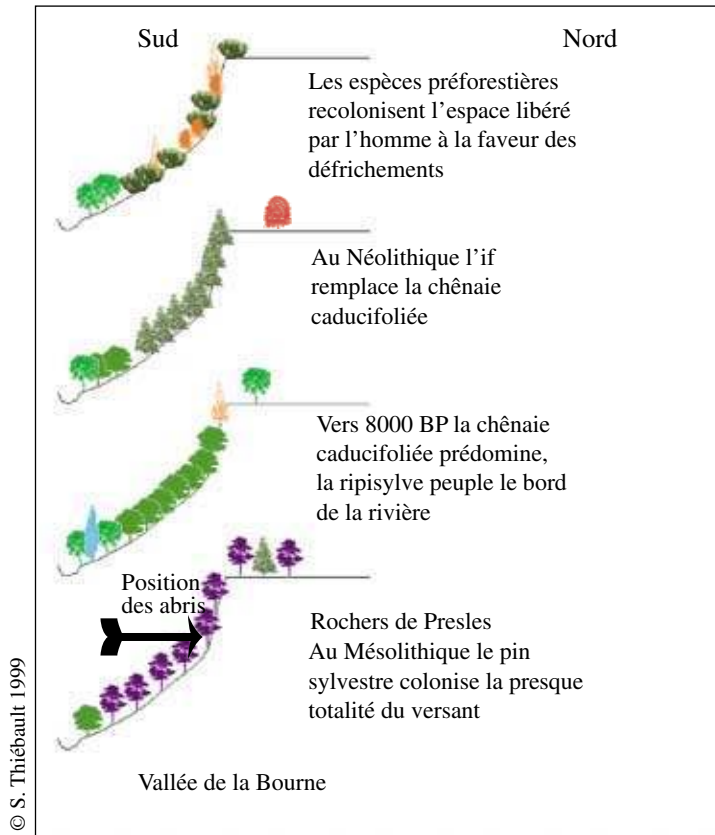 Sud
Nord
Les espèces préforestières
recolonisent l’espace libéré
par l’homme à la faveur des
défrichements
Au Néolithique l’if
remplace la chênaie
caducifoliée
Vers 8000 BP la chênaie
caducifoliée prédomine,
la ripisylve peuple le bord
de la rivière
Position
des abris
Rochers de Presles
Au Mésolithique le pin
sylvestre colonise la presque
totalité du versant
Vallée de la Bourne
© S. Thiébault 1999